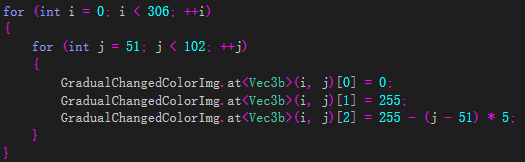 for (int i = 0; i < 306; ++i)
{
    for (int j = 51; j < 102; ++j)
    {
        GradualChangedColorImg.at<Vec3b>(i, j)[0] = 0;
        GradualChangedColorImg.at<Vec3b>(i, j)[1] = 255;
        GradualChangedColorImg.at<Vec3b>(i, j)[2] = 255 - (j - 51) * 5;
    }
}